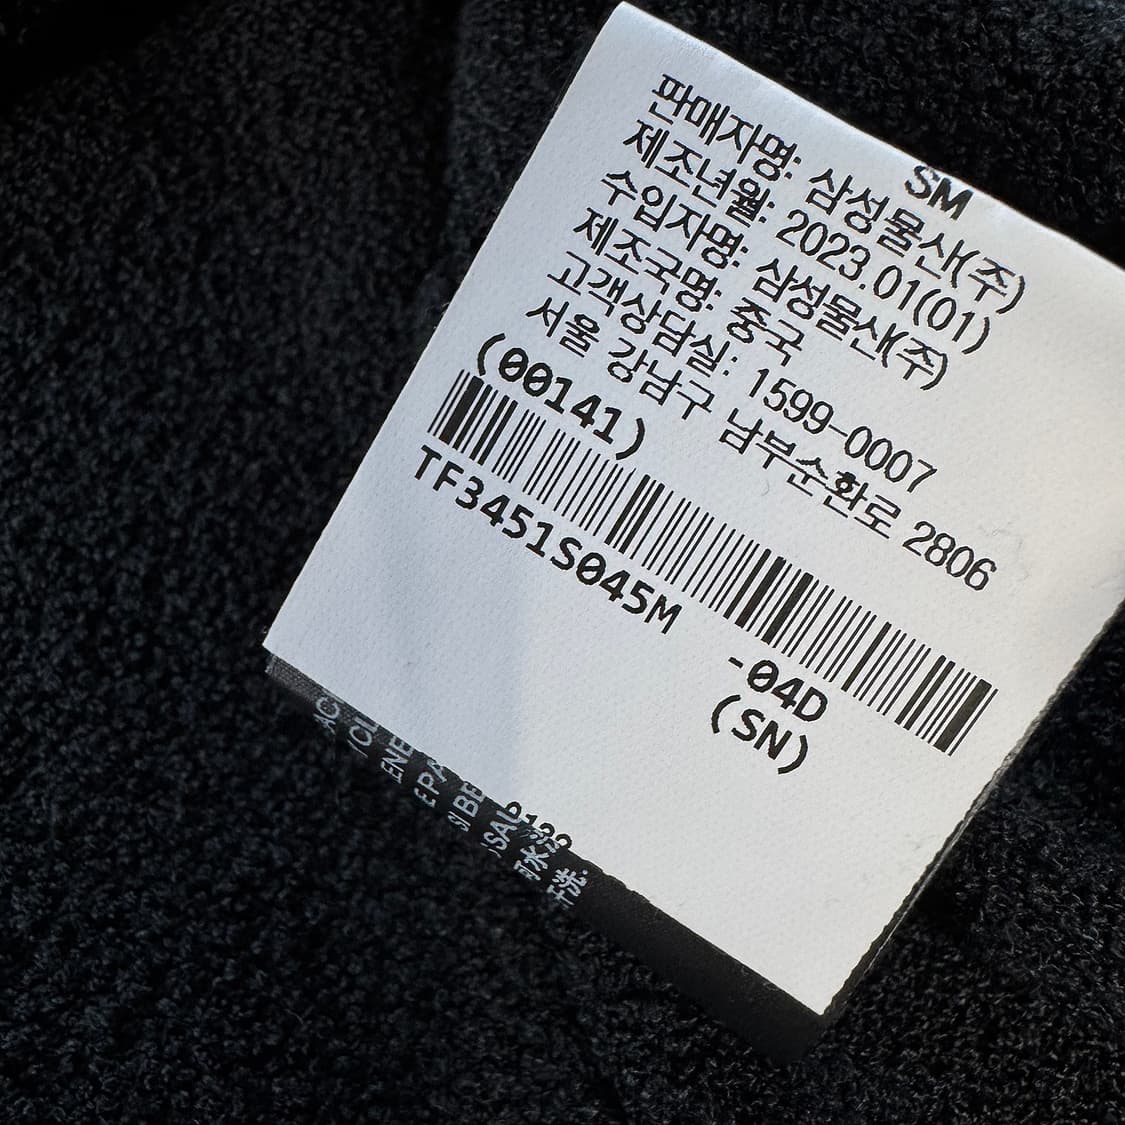 SM
판매자명: 삼성물산(주)
제조년월: 2023.01(01)
수입자명: 삼성물산(주)
제조국명: 중국
고객상담실: 1599-0007
서울 강남구 남부순환로 2806
(00141)
TF3451S045M
-04D
(SN)